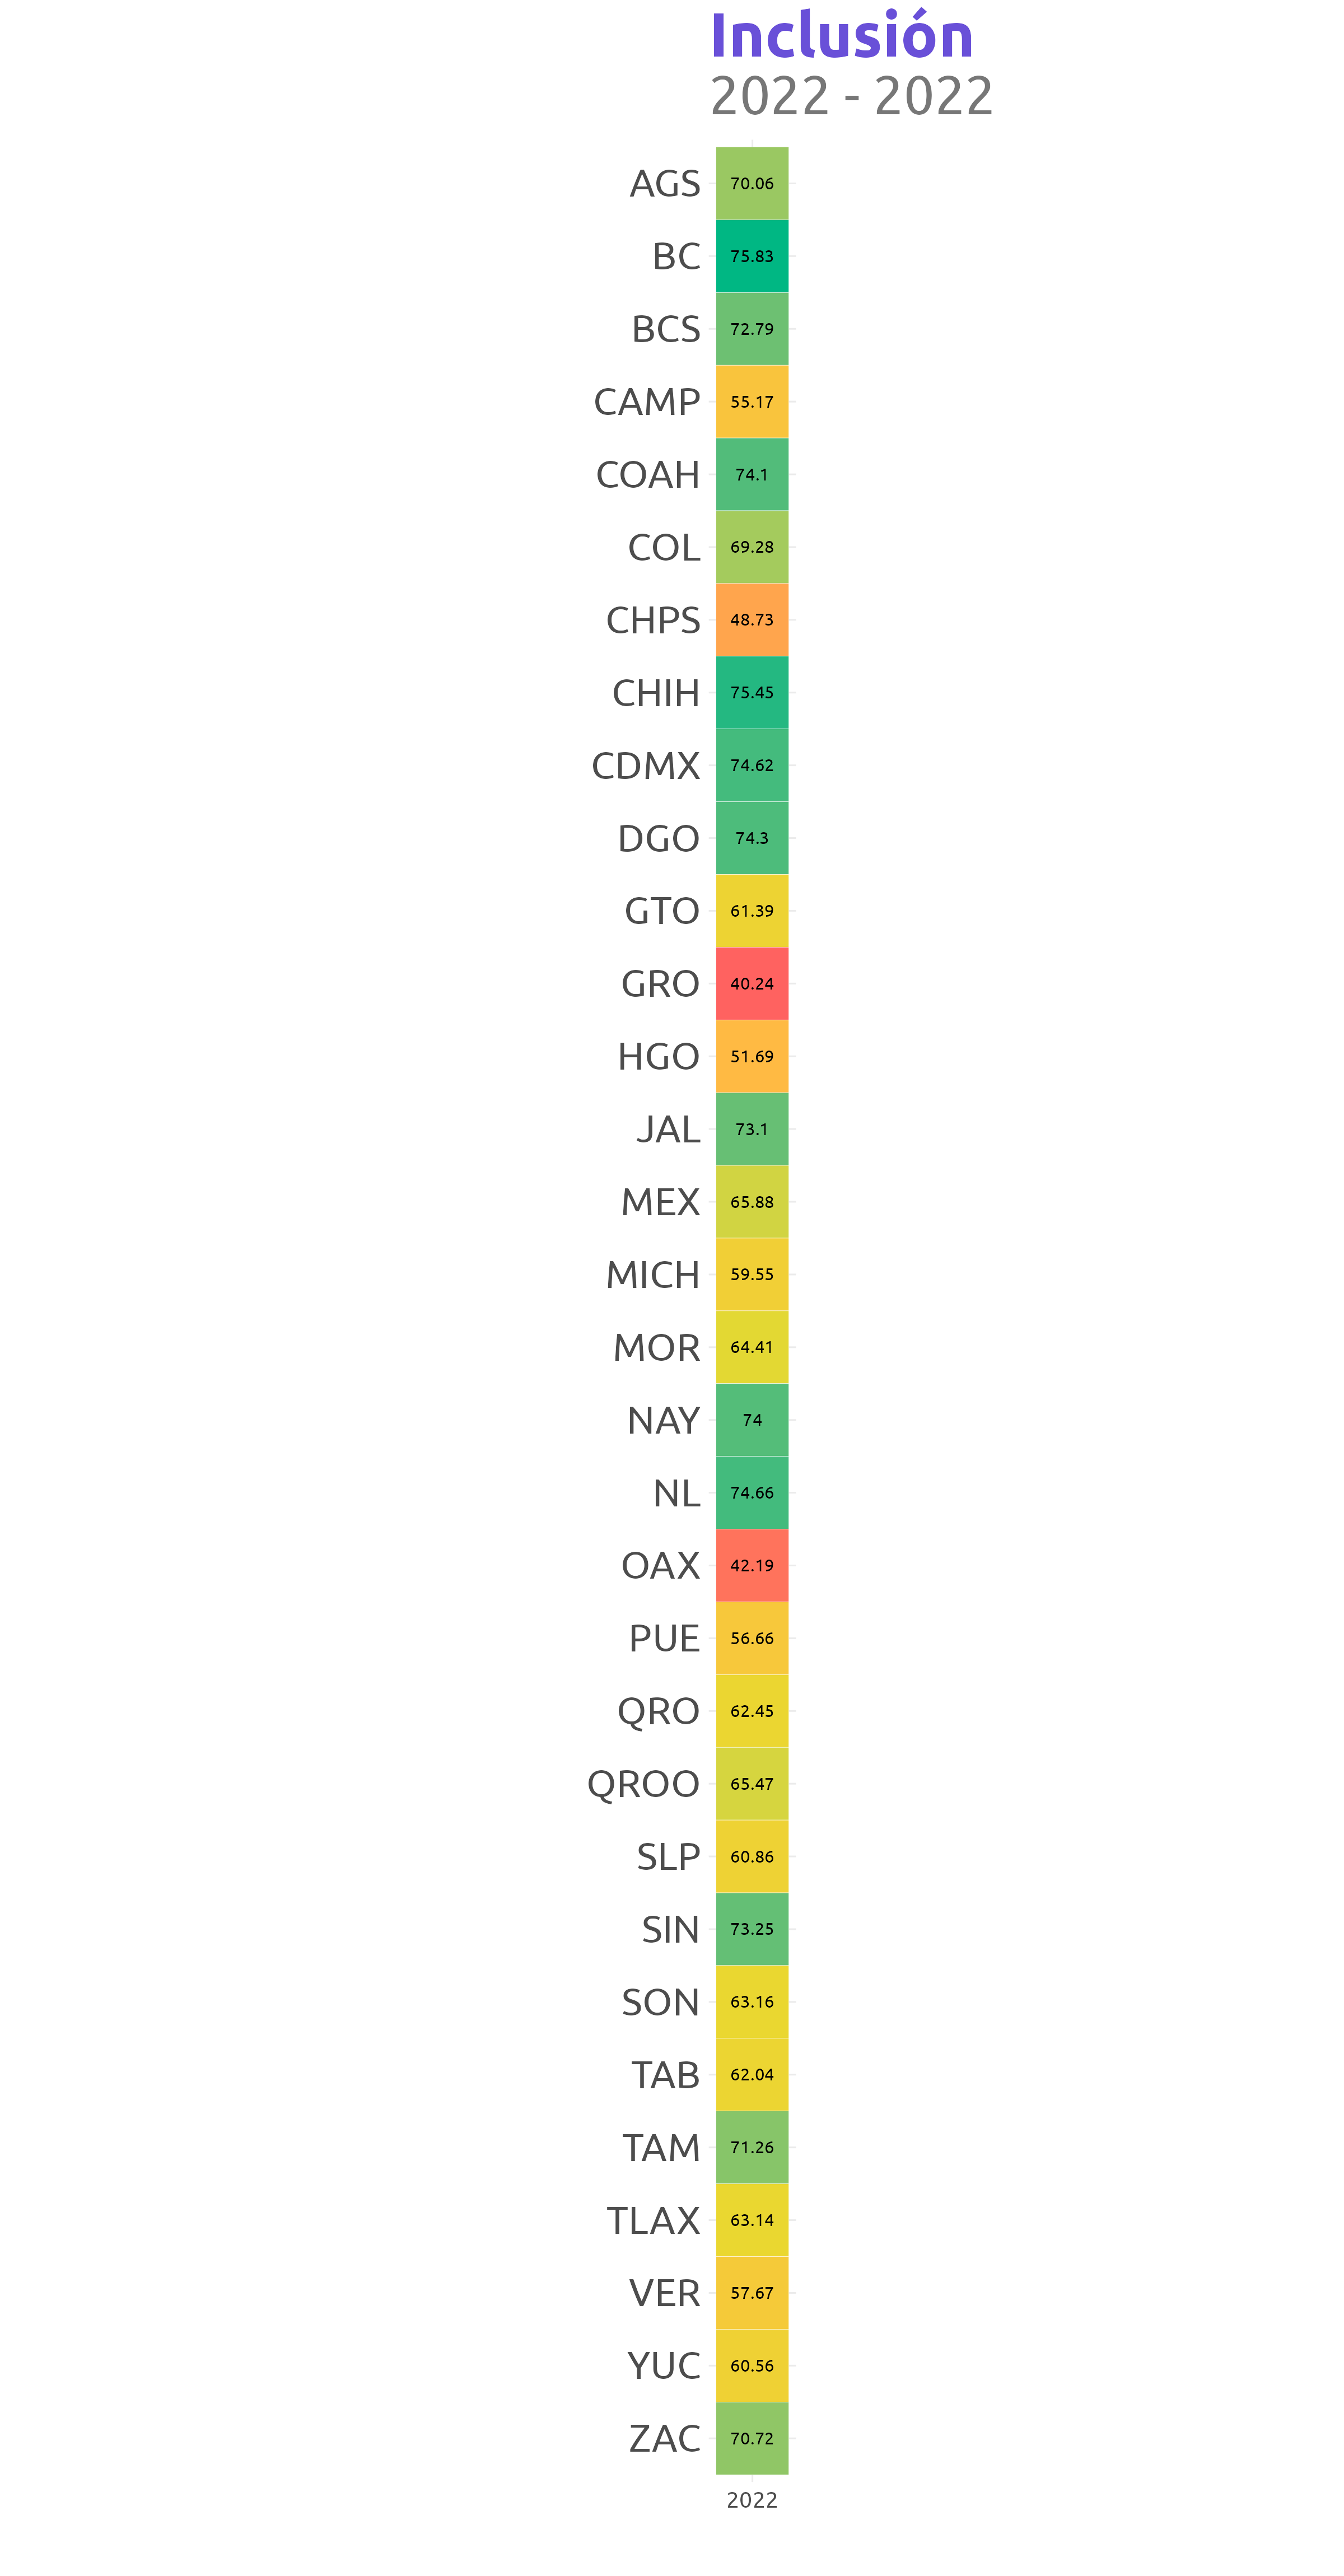 Inclusión
2022 - 2022
AGS 70.06
BC 75.83
BCS 72.79
CAMP 55.17
COAH 74.1
COL 69.28
CHPS 48.73
CHIH 75.45
CDMX 74.62
DGO 74.3
GTO 61.39
GRO 40.24
HGO 51.69
JAL 73.1
MEX 65.88
MICH 59.55
MOR 64.41
NAY 74
NL 74.66
OAX 42.19
PUE 56.66
QRO 62.45
QROO 65.47
SLP 60.86
SIN 73.25
SON 63.16
TAB 62.04
TAM 71.26
TLAX 63.14
VER 57.67
YUC 60.56
ZAC 70.72
2022